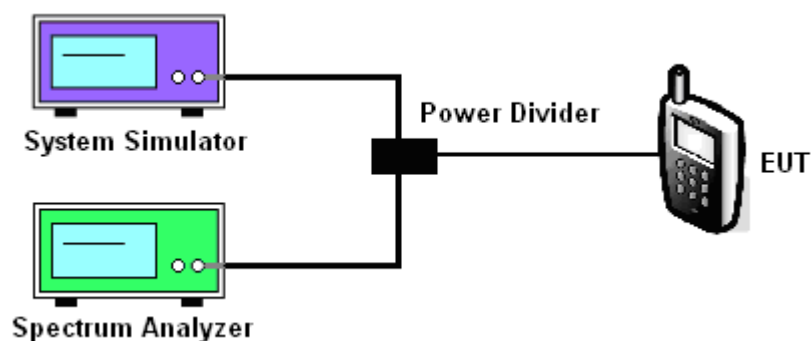 System Simulator
Power Divider
EUT
Spectrum Analyzer